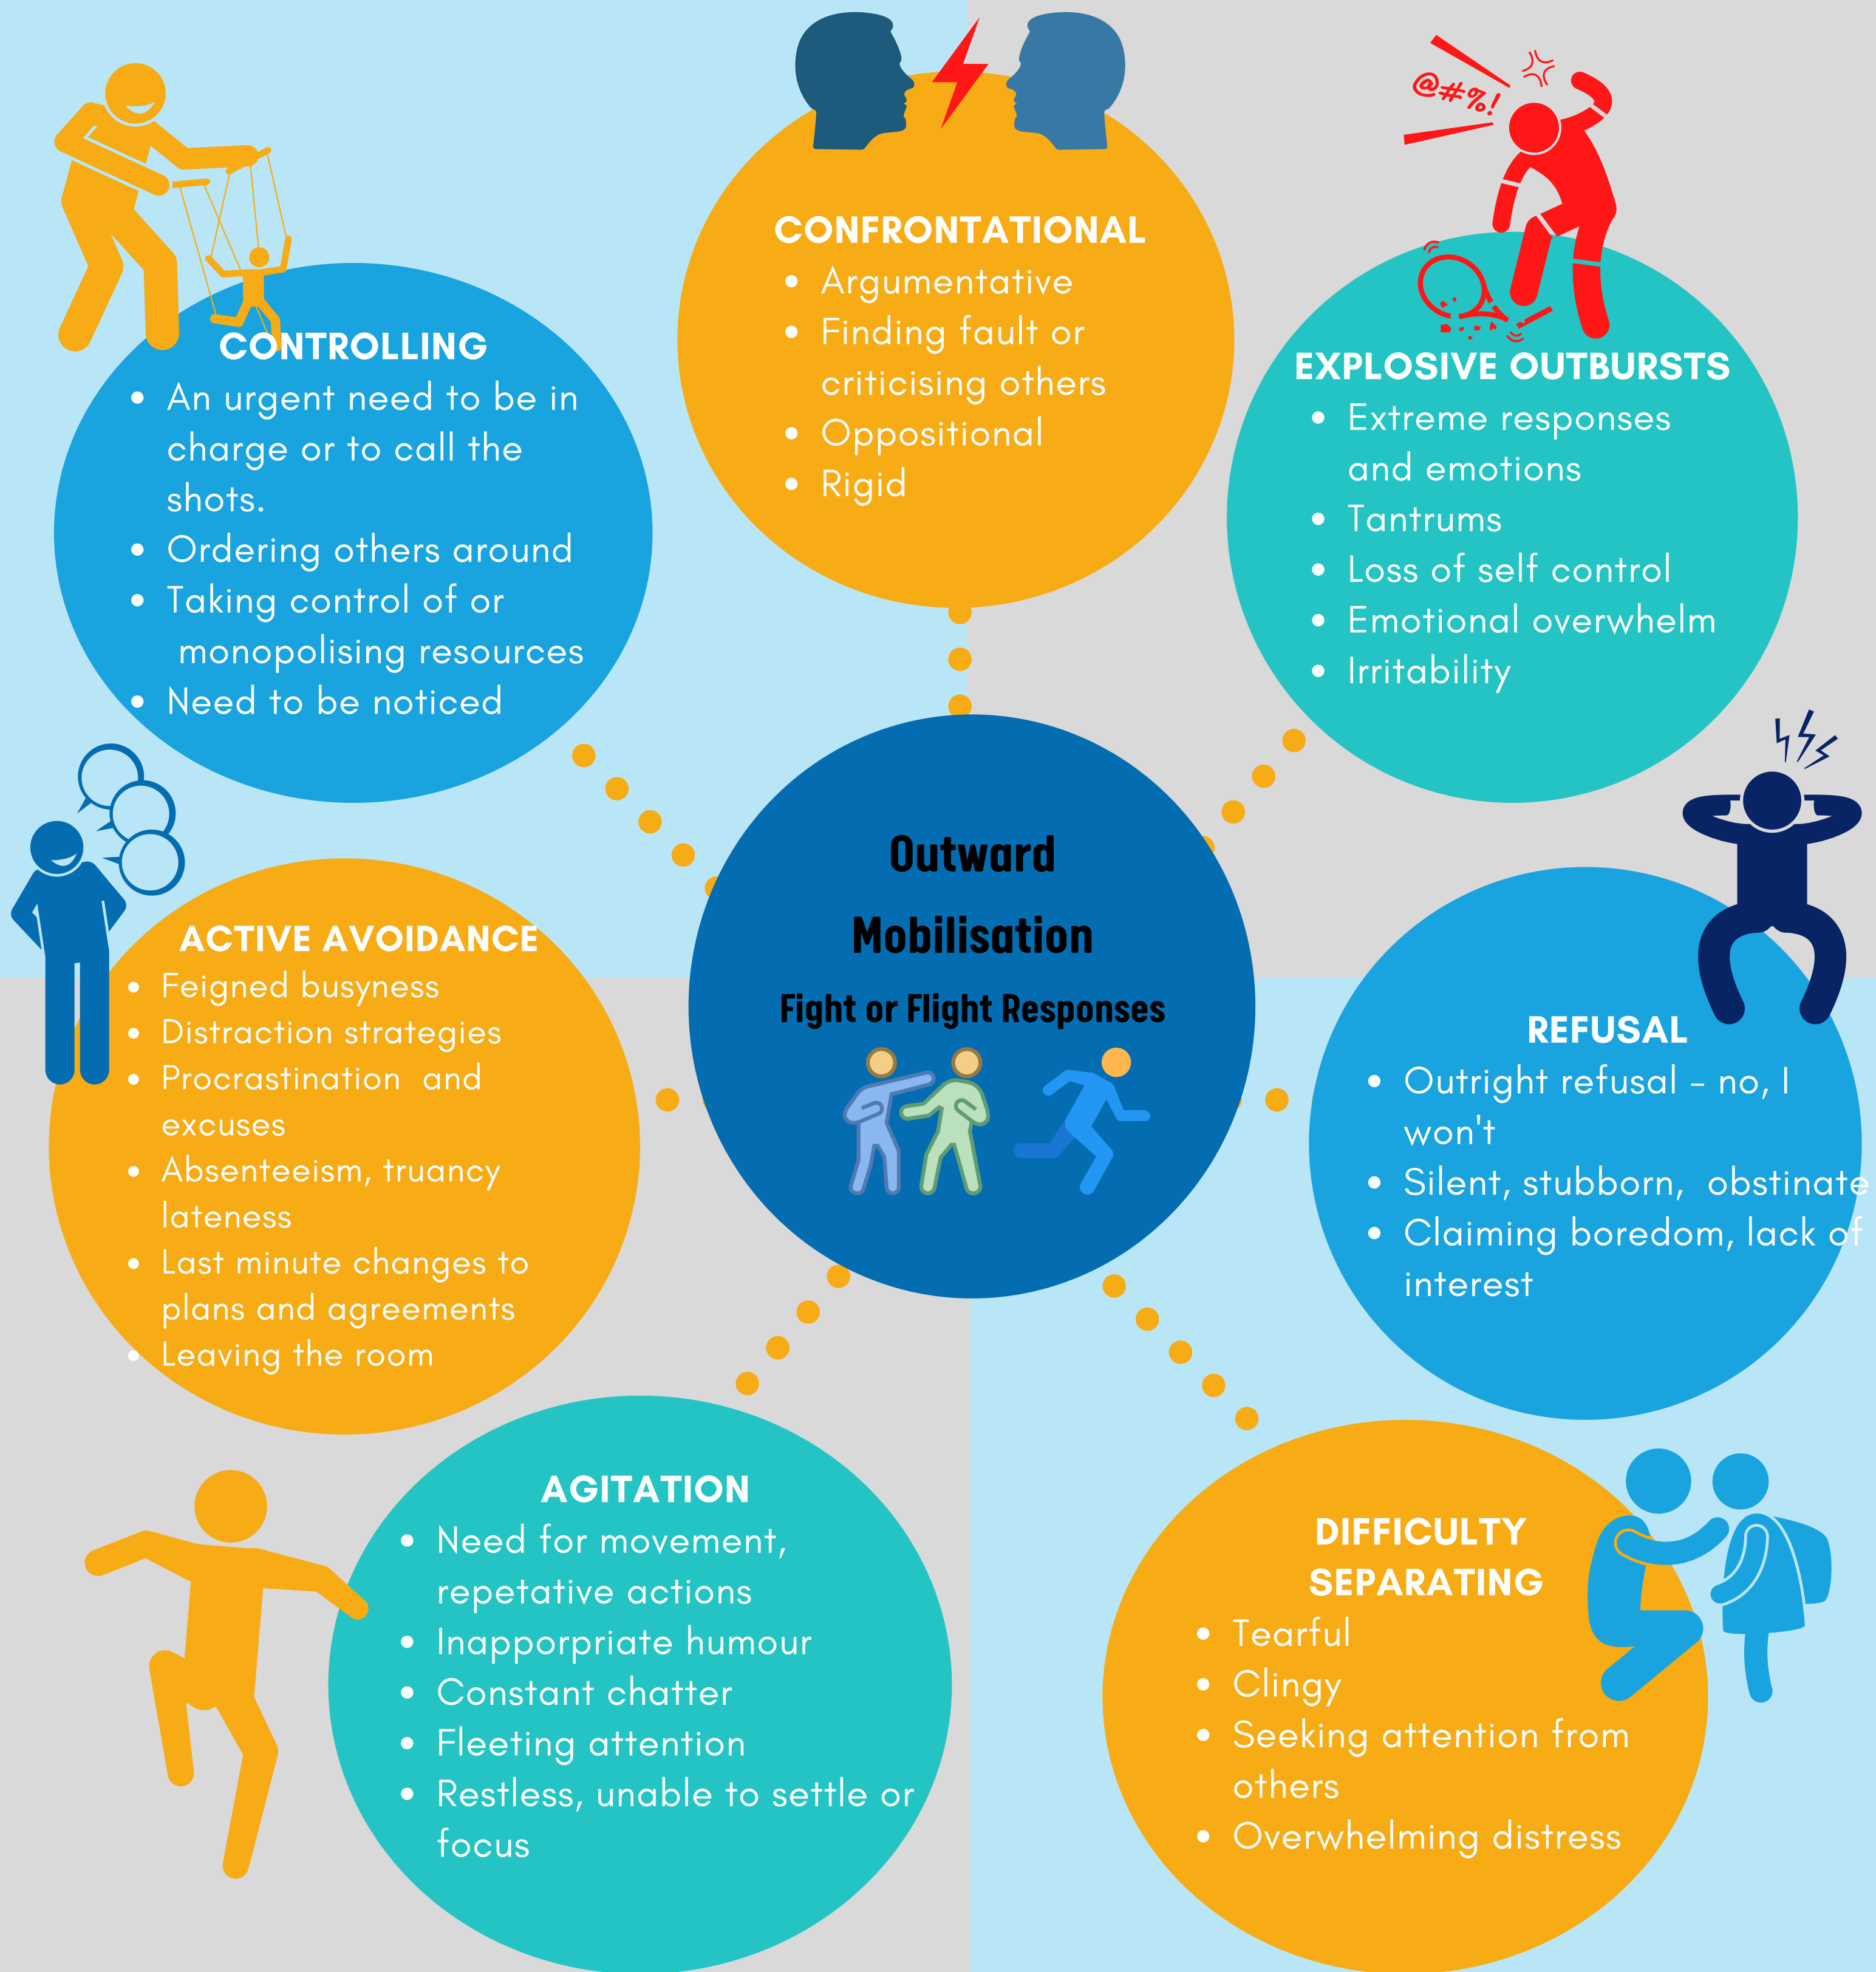 @#%!
CONFRONTATIONAL
• Argumentative
• Finding fault or
criticising others
• Oppositional
• Rigid
CONTROLLING
• An urgent need to be in
charge or to call the
shots.
• Ordering others around
• Taking control of or
monopolising resources
• Need to be noticed
EXPLOSIVE OUTBURSTS
• Extreme responses
and emotions
• Tantrums
• Loss of self control
• Emotional overwhelm
• Irritability
Outward
Mobilisation
Fight or Flight Responses
ACTIVE AVOIDANCE
• Feigned busyness
• Distraction strategies
• Procrastination and
excuses
• Absenteeism, truancy
lateness
• Last minute changes to
plans and agreements
• Leaving the room
REFUSAL
• Outright refusal - no, I
won't
• Silent, stubborn, obstinate
• Claiming boredom, lack of
interest
AGITATION
• Need for movement,
repetative actions
• Inapporpriate humour
• Constant chatter
• Fleeting attention
• Restless, unable to settle or
focus
DIFFICULTY
SEPARATING
• Tearful
• Clingy
• Seeking attention from
others
• Overwhelming distress